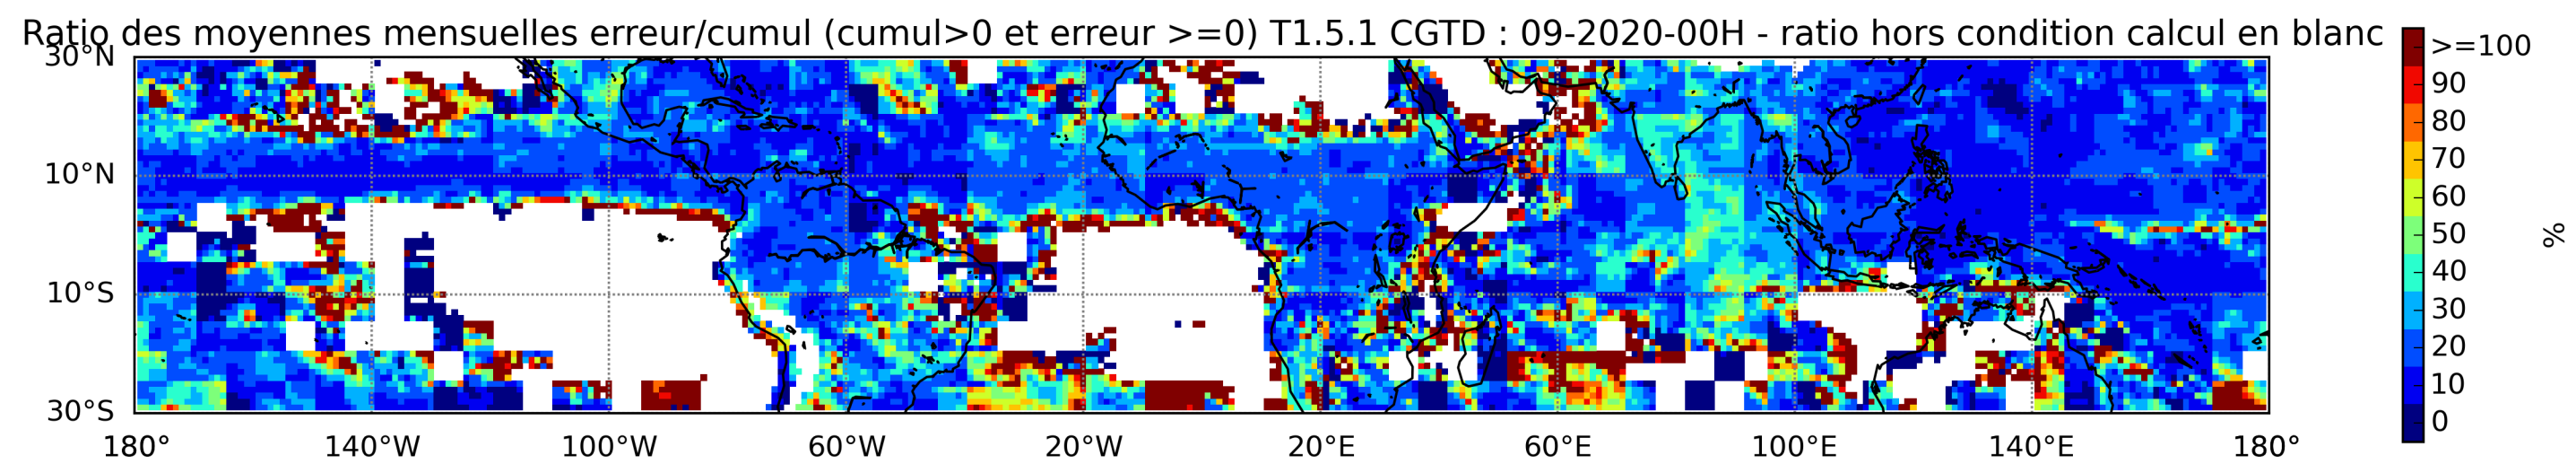 Ratio des moyennes mensuelles erreur/cumul (cumul>0 et erreur >=0) T1.5.1 CGTD : 09-2020-00H - ratio hors condition calcul en blanc
30°N
10°N
10°S
30°S
180° 140°W 100°W 60°W 20°W 20°E 60°E 100°E 140°E 180°
>=100
90
80
70
60
50
40
30
20
10
0
%